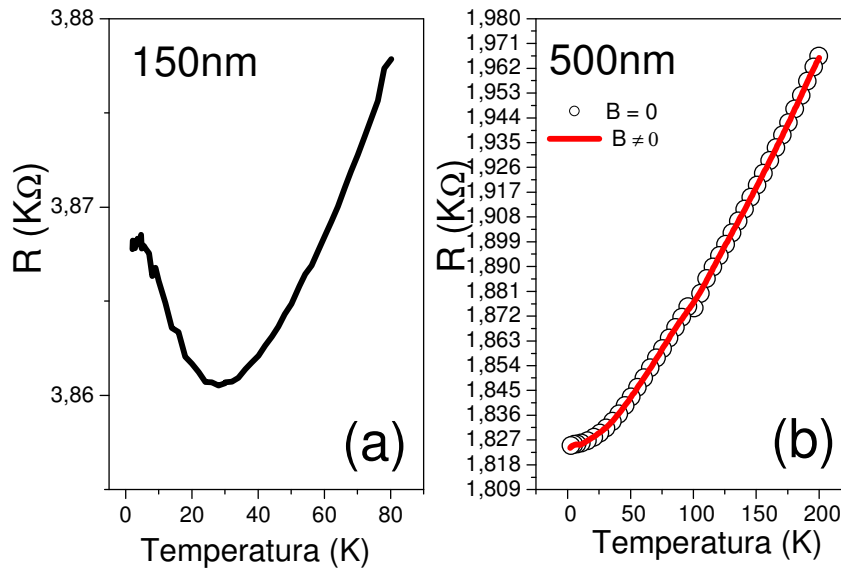 3,88
150nm
3,87
3,86
R (KΩ)
(a)
0 20 40 60 80
Temperatura (K)
1,980
1,971
1,962
1,953
1,944
1,935
1,926
1,917
1,908
1,899
1,890
1,881
1,872
1,863
1,854
1,845
1,836
1,827
1,818
1,809
500nm
B = 0
B ≠ 0
R (KΩ)
(b)
0 50 100 150 200
Temperatura (K)